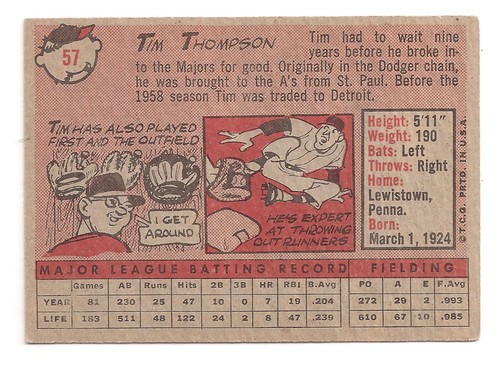 57
TIM THOMPSON
Tim had to wait nine
years before he broke in-
to the Majors for good. Originally in the Dodger chain,
he was brought to the A's from St. Paul. Before the
1958 season Tim was traded to Detroit.
TIM HAS ALSO PLAYED
FIRST AND THE OUTFIELD
I GET
AROUND
HE'S EXPERT
AT THROWING
OUT RUNNERS
Height: 5'11"
Weight: 190
Bats: Left
Throws: Right
Home:
Lewistown,
Penna.
Born:
March 1, 1924
© T.C.G. PRTD. IN U.S.A.
MAJOR LEAGUE BATTING RECORD FIELDING
Games AB Runs Hits 2B 3B HR RBI B.Avg PO A E F.Avg
YEAR 81 230 25 47 10 0 7 19 .204 272 29 2 .993
LIFE 183 511 48 122 24 2 8 47 .239 610 67 10 .985